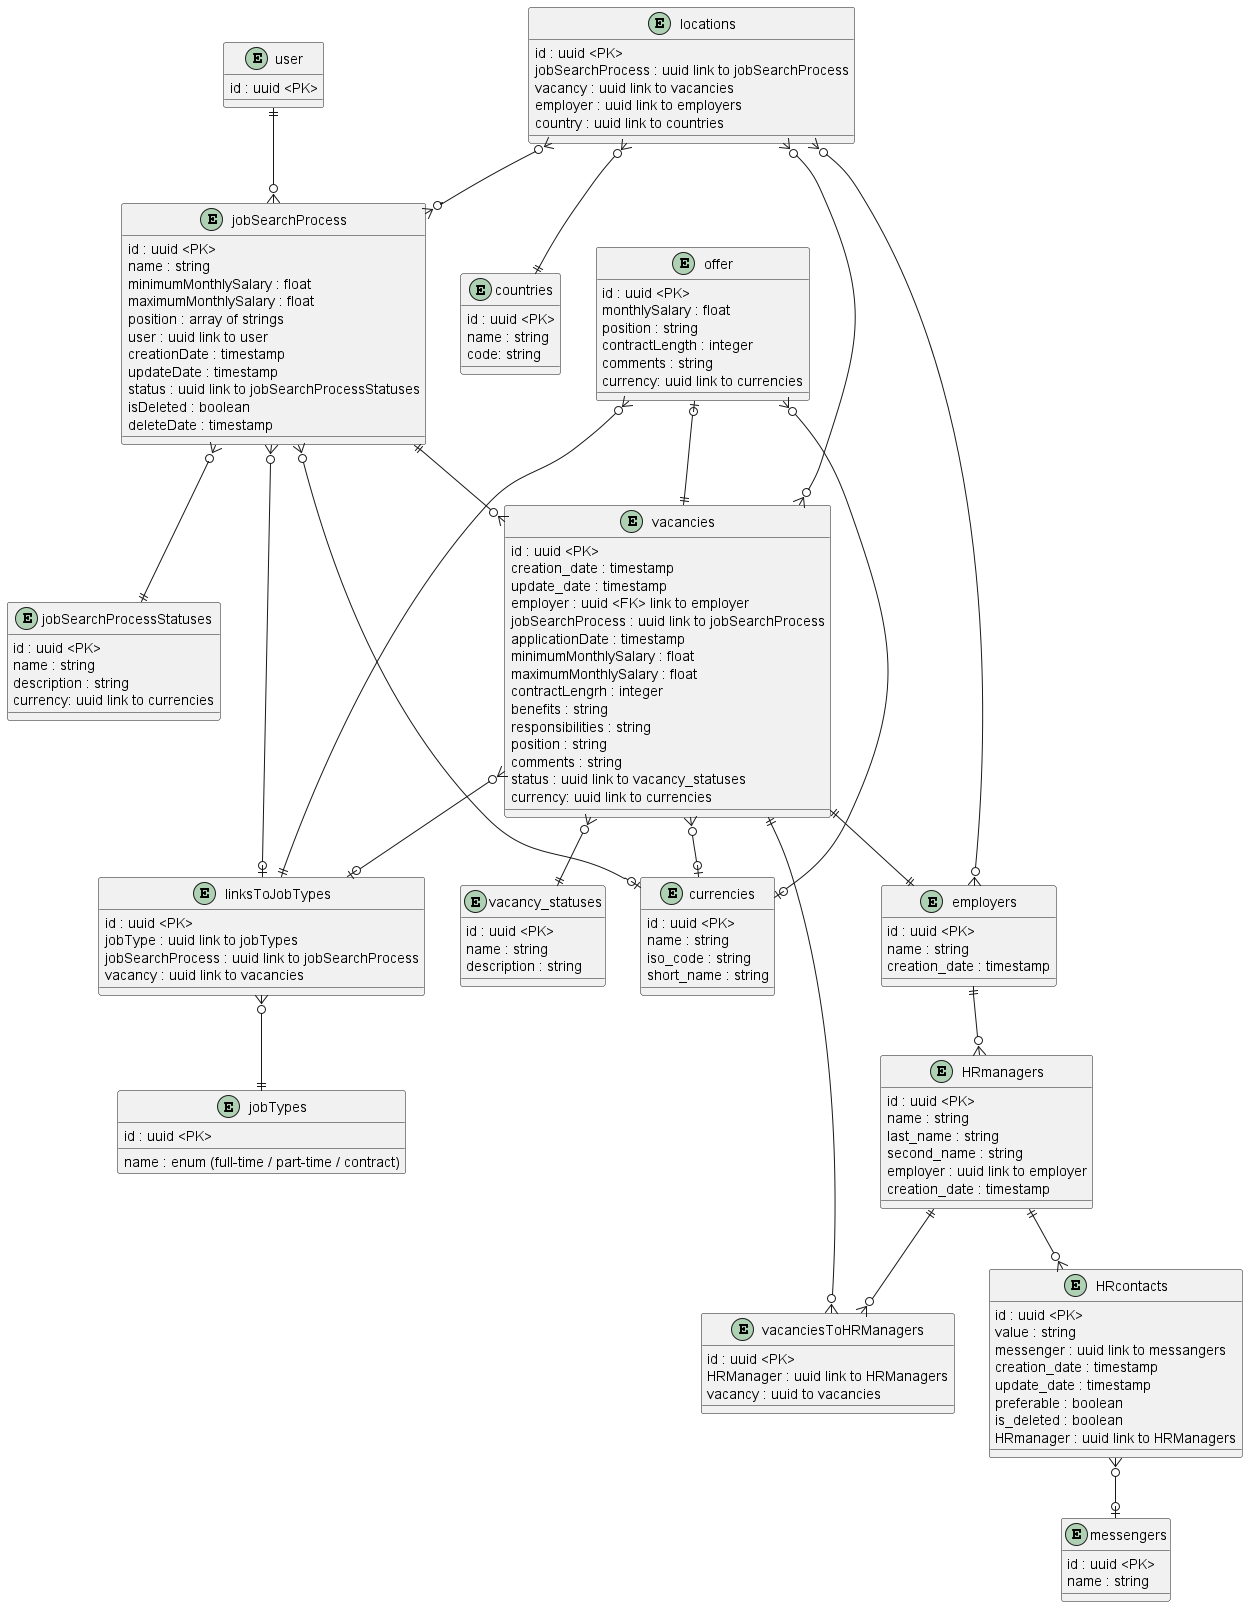 E locations
id : uuid <PK>
jobSearchProcess : uuid link to jobSearchProcess
vacancy : uuid link to vacancies
employer : uuid link to employers
country : uuid link to countries
E user
id : uuid <PK>
E jobSearchProcess
id : uuid <PK>
name : string
minimumMonthlySalary : float
maximumMonthlySalary : float
position : array of strings
user : uuid link to user
creationDate : timestamp
updateDate : timestamp
status : uuid link to jobSearchProcessStatuses
isDeleted : boolean
deleteDate : timestamp
E countries
id : uuid <PK>
name : string
code: string
E offer
id : uuid <PK>
monthlySalary : float
position : string
contractLength : integer
comments : string
currency: uuid link to currencies
E vacancies
id : uuid <PK>
creation_date : timestamp
update_date : timestamp
employer : uuid <FK> link to employer
jobSearchProcess : uuid link to jobSearchProcess
applicationDate : timestamp
minimumMonthlySalary : float
maximumMonthlySalary : float
contractLengrh : integer
benefits : string
responsibilities : string
position : string
comments : string
status : uuid link to vacancy_statuses
currency: uuid link to currencies
E jobSearchProcessStatuses
id : uuid <PK>
name : string
description : string
currency: uuid link to currencies
E linksToJobTypes
id : uuid <PK>
jobType : uuid link to jobTypes
jobSearchProcess : uuid link to jobSearchProcess
vacancy : uuid link to vacancies
E vacancy_statuses
id : uuid <PK>
name : string
description : string
E currencies
id : uuid <PK>
name : string
iso_code : string
short_name : string
E employers
id : uuid <PK>
name : string
creation_date : timestamp
E jobTypes
id : uuid <PK>
name : enum (full-time / part-time / contract)
E HRmanagers
id : uuid <PK>
name : string
last_name : string
second_name : string
employer : uuid link to employer
creation_date : timestamp
E vacanciesToHRManagers
id : uuid <PK>
HRManager : uuid link to HRManagers
vacancy : uuid to vacancies
E HRcontacts
id : uuid <PK>
value : string
messenger : uuid link to messangers
creation_date : timestamp
update_date : timestamp
preferable : boolean
is_deleted : boolean
HRmanager : uuid link to HRManagers
E messengers
id : uuid <PK>
name : string